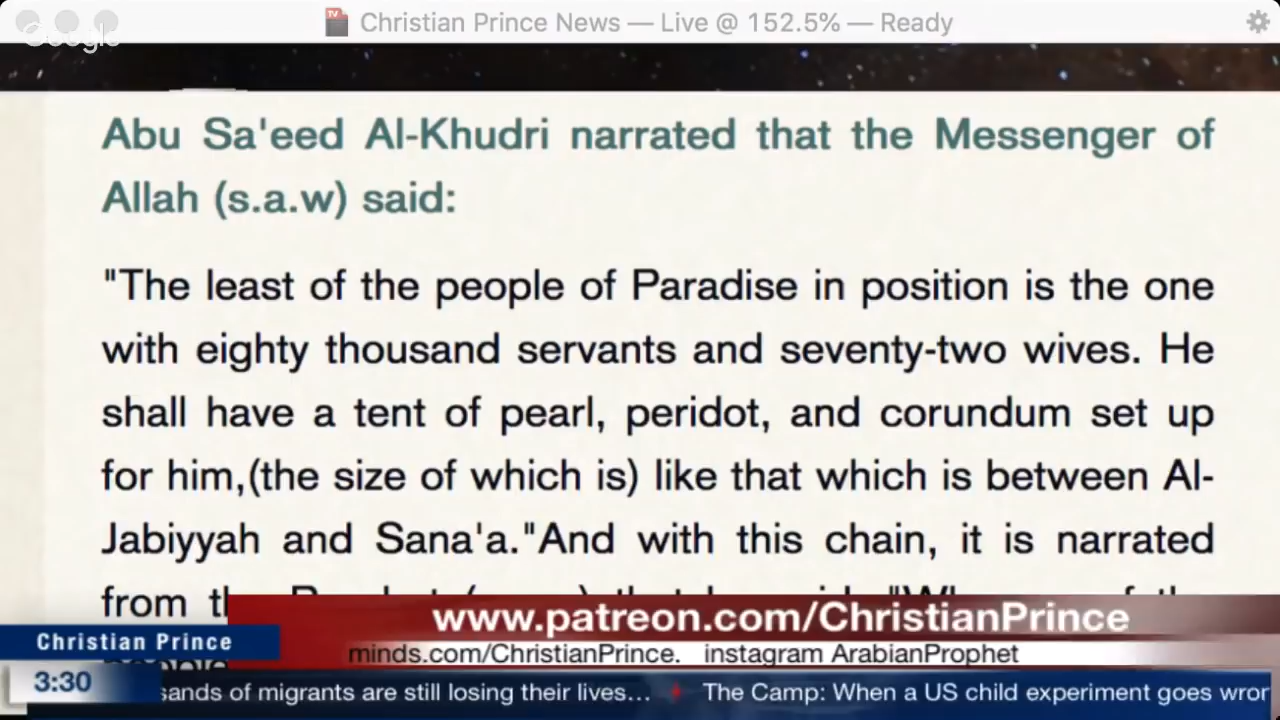 Christian Prince News — Live @ 152.5% — Ready
Google
Abu Sa'eed Al-Khudri narrated that the Messenger of
Allah (s.a.w) said:
"The least of the people of Paradise in position is the one
with eighty thousand servants and seventy-two wives. He
shall have a tent of pearl, peridot, and corundum set up
for him,(the size of which is) like that which is between Al-
Jabiyyah and Sana'a."And with this chain, it is narrated
from
www.patreon.com/ChristianPrince
Christian Prince
minds.com/ChristianPrince. instagram ArabianProphet
people
3:30
sands of migrants are still losing their lives... The Camp: When a US child experiment goes wror